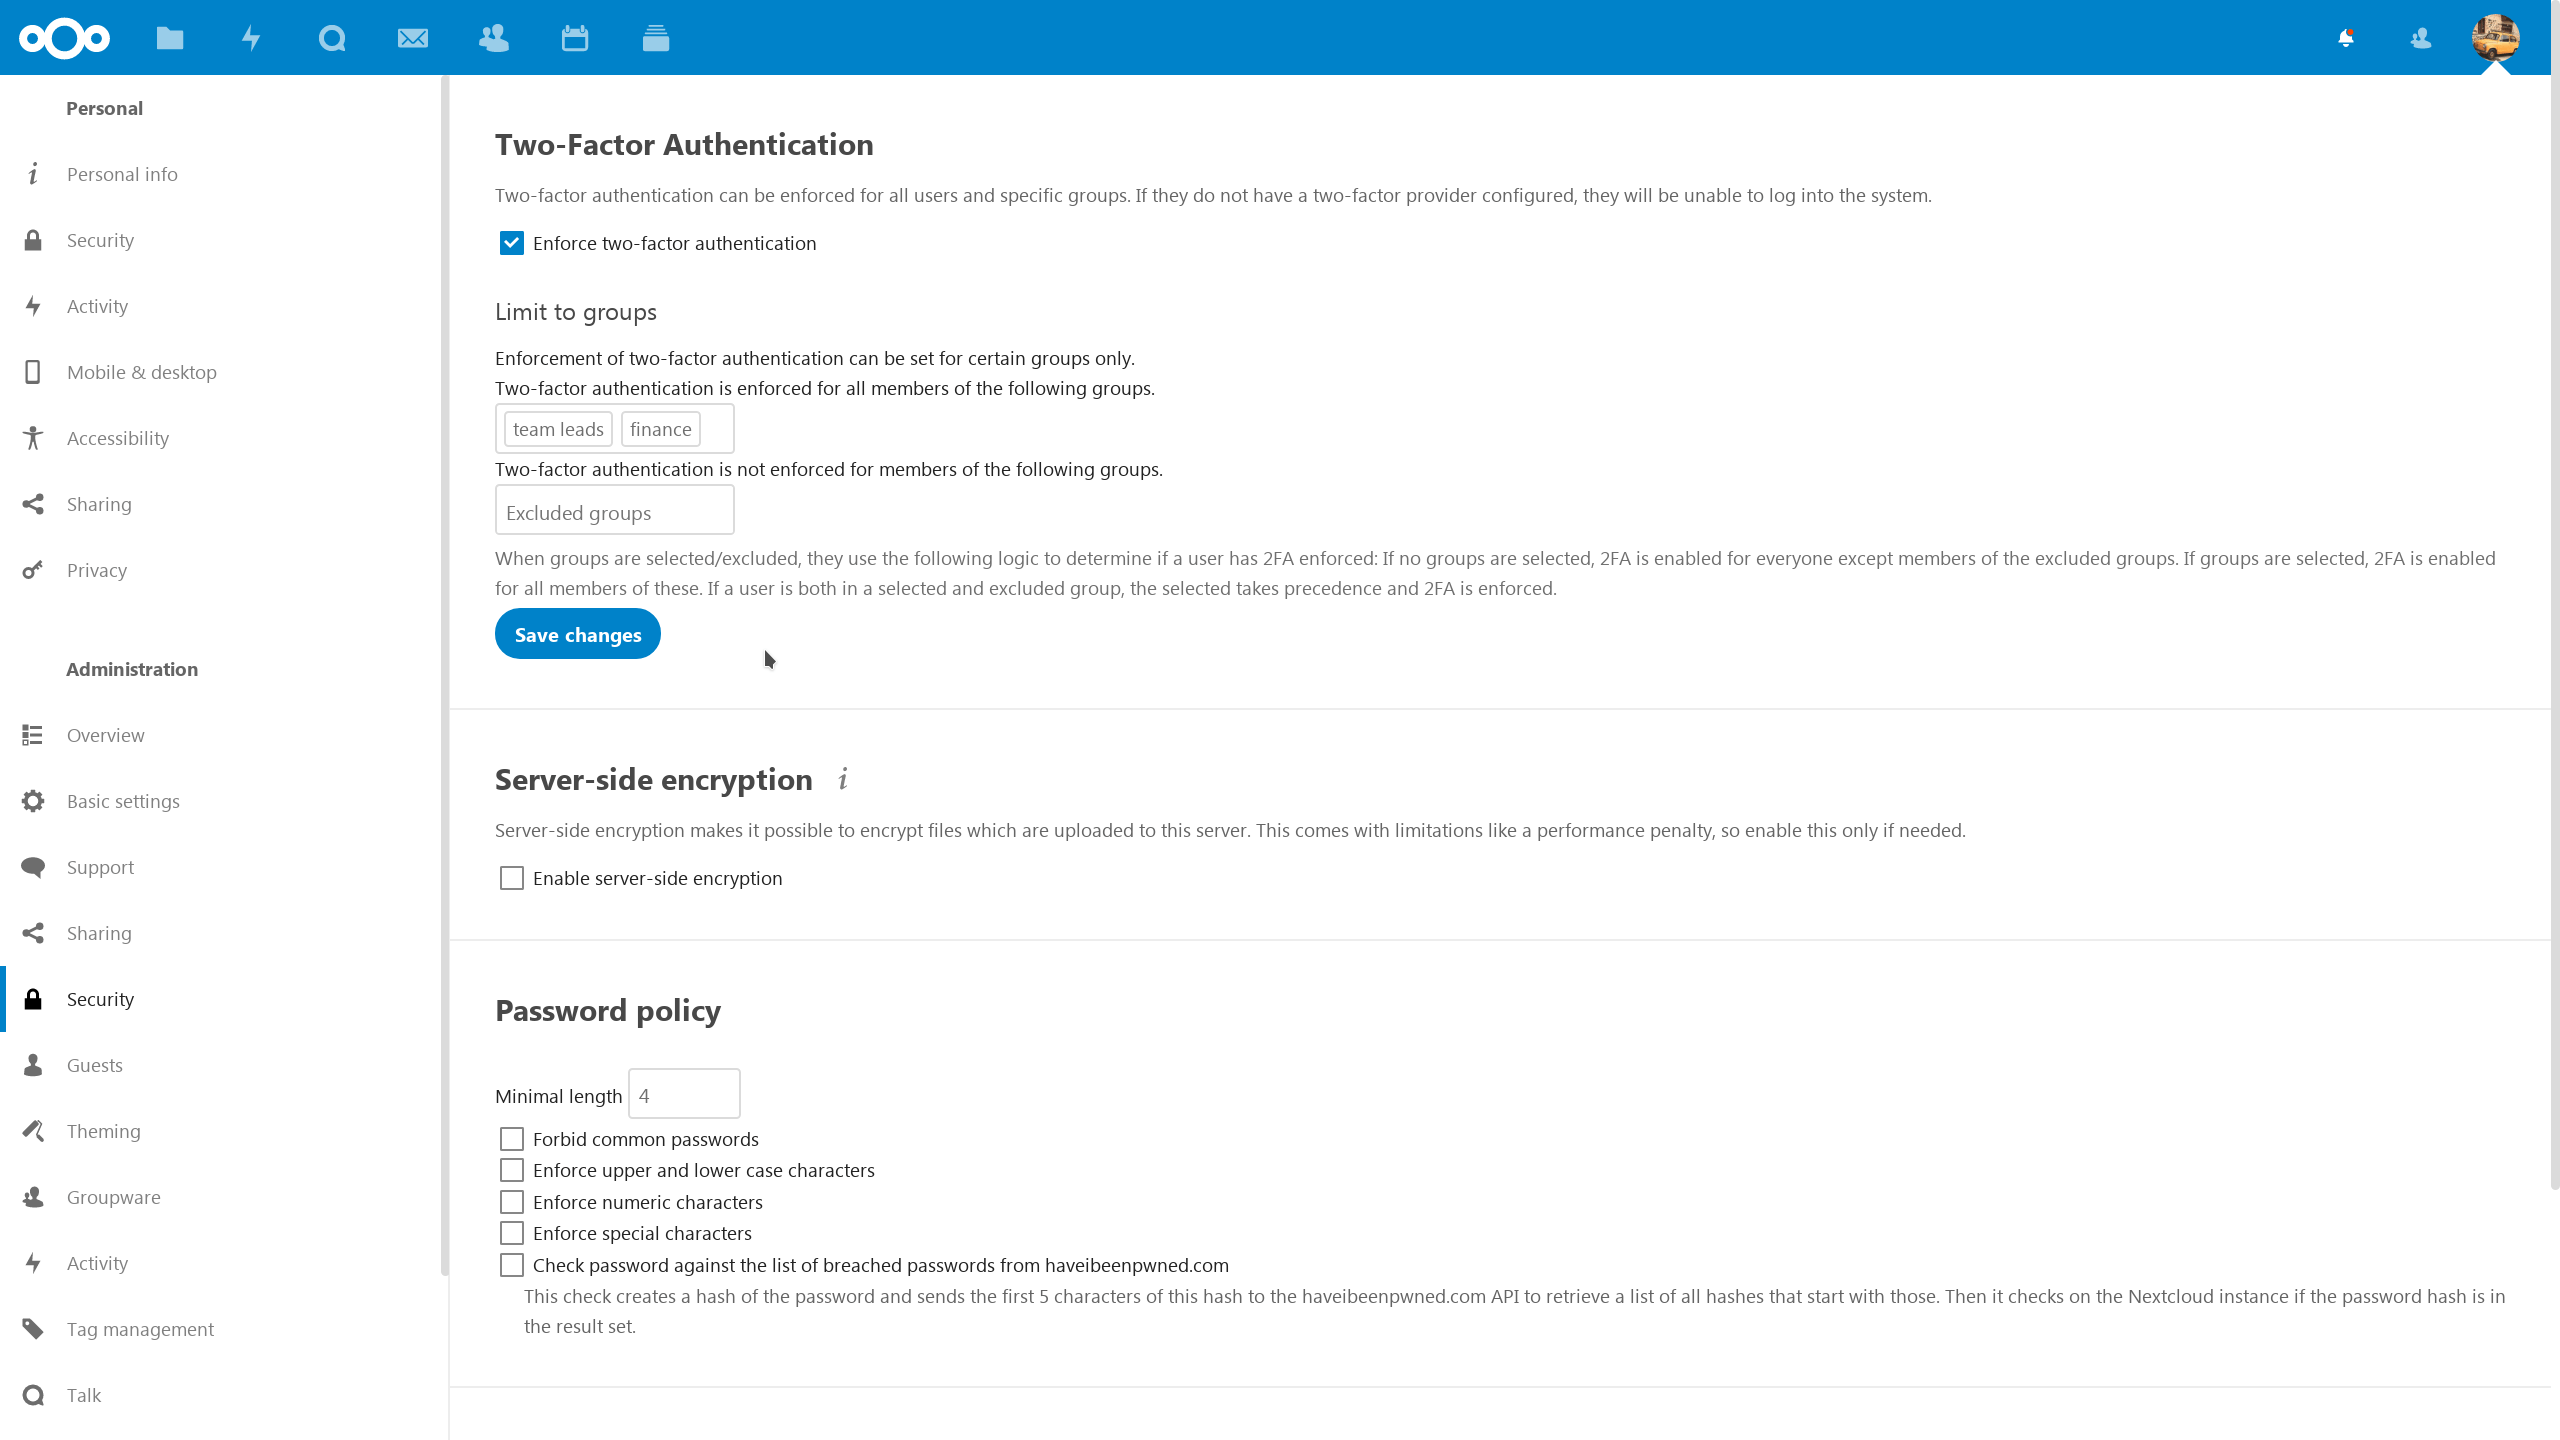 Personal
Personal info
Security
Activity
Mobile & desktop
Accessibility
Sharing
Privacy
Administration
Overview
Basic settings
Support
Sharing
Security
Guests
Theming
Groupware
Activity
Tag management
Talk
Two-Factor Authentication
Two-factor authentication can be enforced for all users and specific groups. If they do not have a two-factor provider configured, they will be unable to log into the system.
Enforce two-factor authentication
Limit to groups
Enforcement of two-factor authentication can be set for certain groups only.
Two-factor authentication is enforced for all members of the following groups.
team leads finance
Two-factor authentication is not enforced for members of the following groups.
Excluded groups
When groups are selected/excluded, they use the following logic to determine if a user has 2FA enforced: If no groups are selected, 2FA is enabled for everyone except members of the excluded groups. If groups are selected, 2FA is enabled
for all members of these. If a user is both in a selected and excluded group, the selected takes precedence and 2FA is enforced.
Save changes
Server-side encryption i
Server-side encryption makes it possible to encrypt files which are uploaded to this server. This comes with limitations like a performance penalty, so enable this only if needed.
Enable server-side encryption
Password policy
Minimal length 4
Forbid common passwords
Enforce upper and lower case characters
Enforce numeric characters
Enforce special characters
Check password against the list of breached passwords from haveibeenpwned.com
This check creates a hash of the password and sends the first 5 characters of this hash to the haveibeenpwned.com API to retrieve a list of all hashes that start with those. Then it checks on the Nextcloud instance if the password hash is in
the result set.